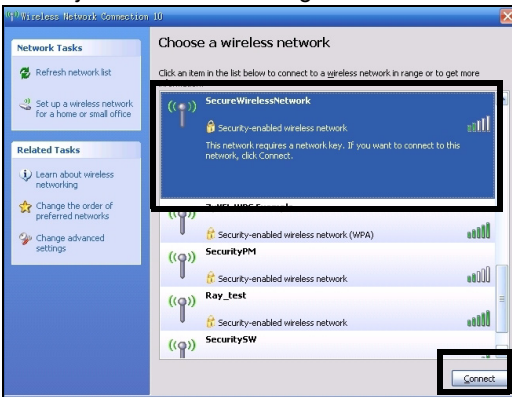 Wireless Network Connection 10
Network Tasks
Refresh network list
Set up a wireless network
for a home or small office
Related Tasks
Learn about wireless
networking
Change the order of
preferred networks
Change advanced
settings
Choose a wireless network
Click an item in the list below to connect to a wireless network in range or to get more
SecureWirelessNetwork
Security-enabled wireless network
This network requires a network key. If you want to connect to this
network, click Connect.
Security-enabled wireless network (WPA)
SecurityPM
Security-enabled wireless network
Ray_test
Security-enabled wireless network
SecuritySW
Connect